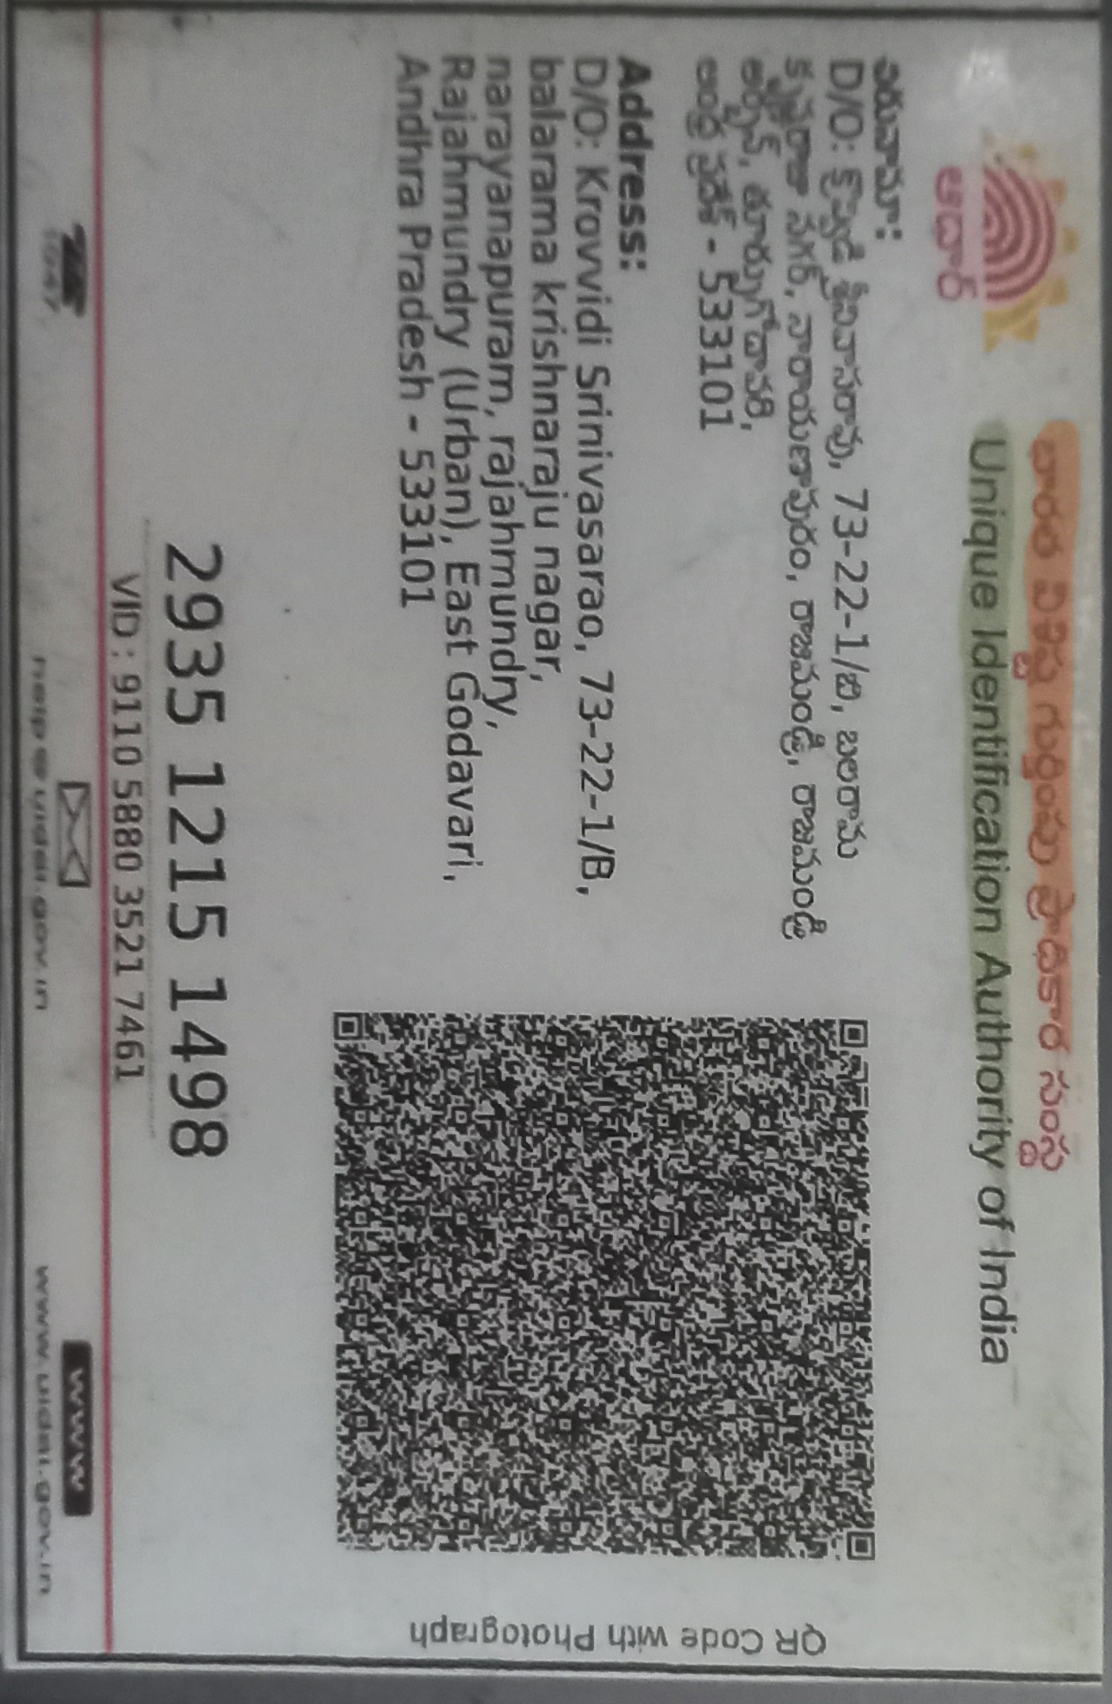 ఆధార్
భారత విశిష్ట గుర్తింపు ప్రాధికార సంస్థ
Unique Identification Authority of India
చిరునామా:
D/O: క్రొవ్విడి శ్రీనివాసరావు, 73-22-1/బి, బలరామ
కృష్ణరాజు నగర్, నారాయణాపురం, రాజమండ్రి, రాజమండ్రి
అర్బన్, తూర్పుగోదావరి,
ఆంధ్ర ప్రదేశ్ - 533101
Address:
D/O: Krovvidi Srinivasarao, 73-22-1/B,
balarama krishnaraju nagar,
narayanapuram, rajahmundry,
Rajahmundry (Urban), East Godavari,
Andhra Pradesh - 533101
QR Code with Photograph
2935 1215 1498
VID : 9110 5880 3521 7461
1947
help@uidai.gov.in
www
www.uidai.gov.in